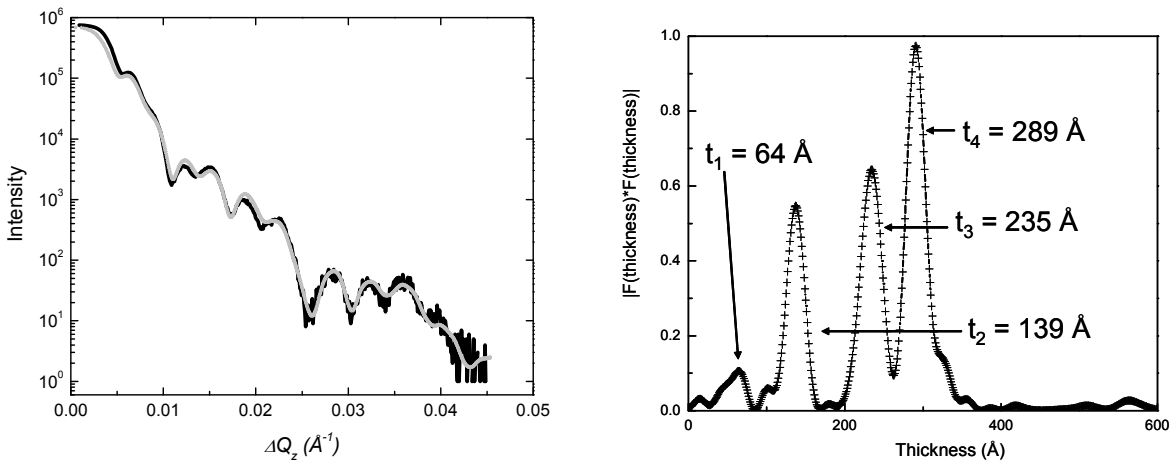 10^6
10^5
10^4
10^3
10^2
10^1
10^0
Intensity
0.00 0.01 0.02 0.03 0.04 0.05
ΔQ_z (Å^-1)
1.0
0.8
0.6
0.4
0.2
0.0
|F(thickness)*F(thickness)|
t_1 = 64 Å
t_4 = 289 Å
t_3 = 235 Å
t_2 = 139 Å
0 200 400 600
Thickness (Å)